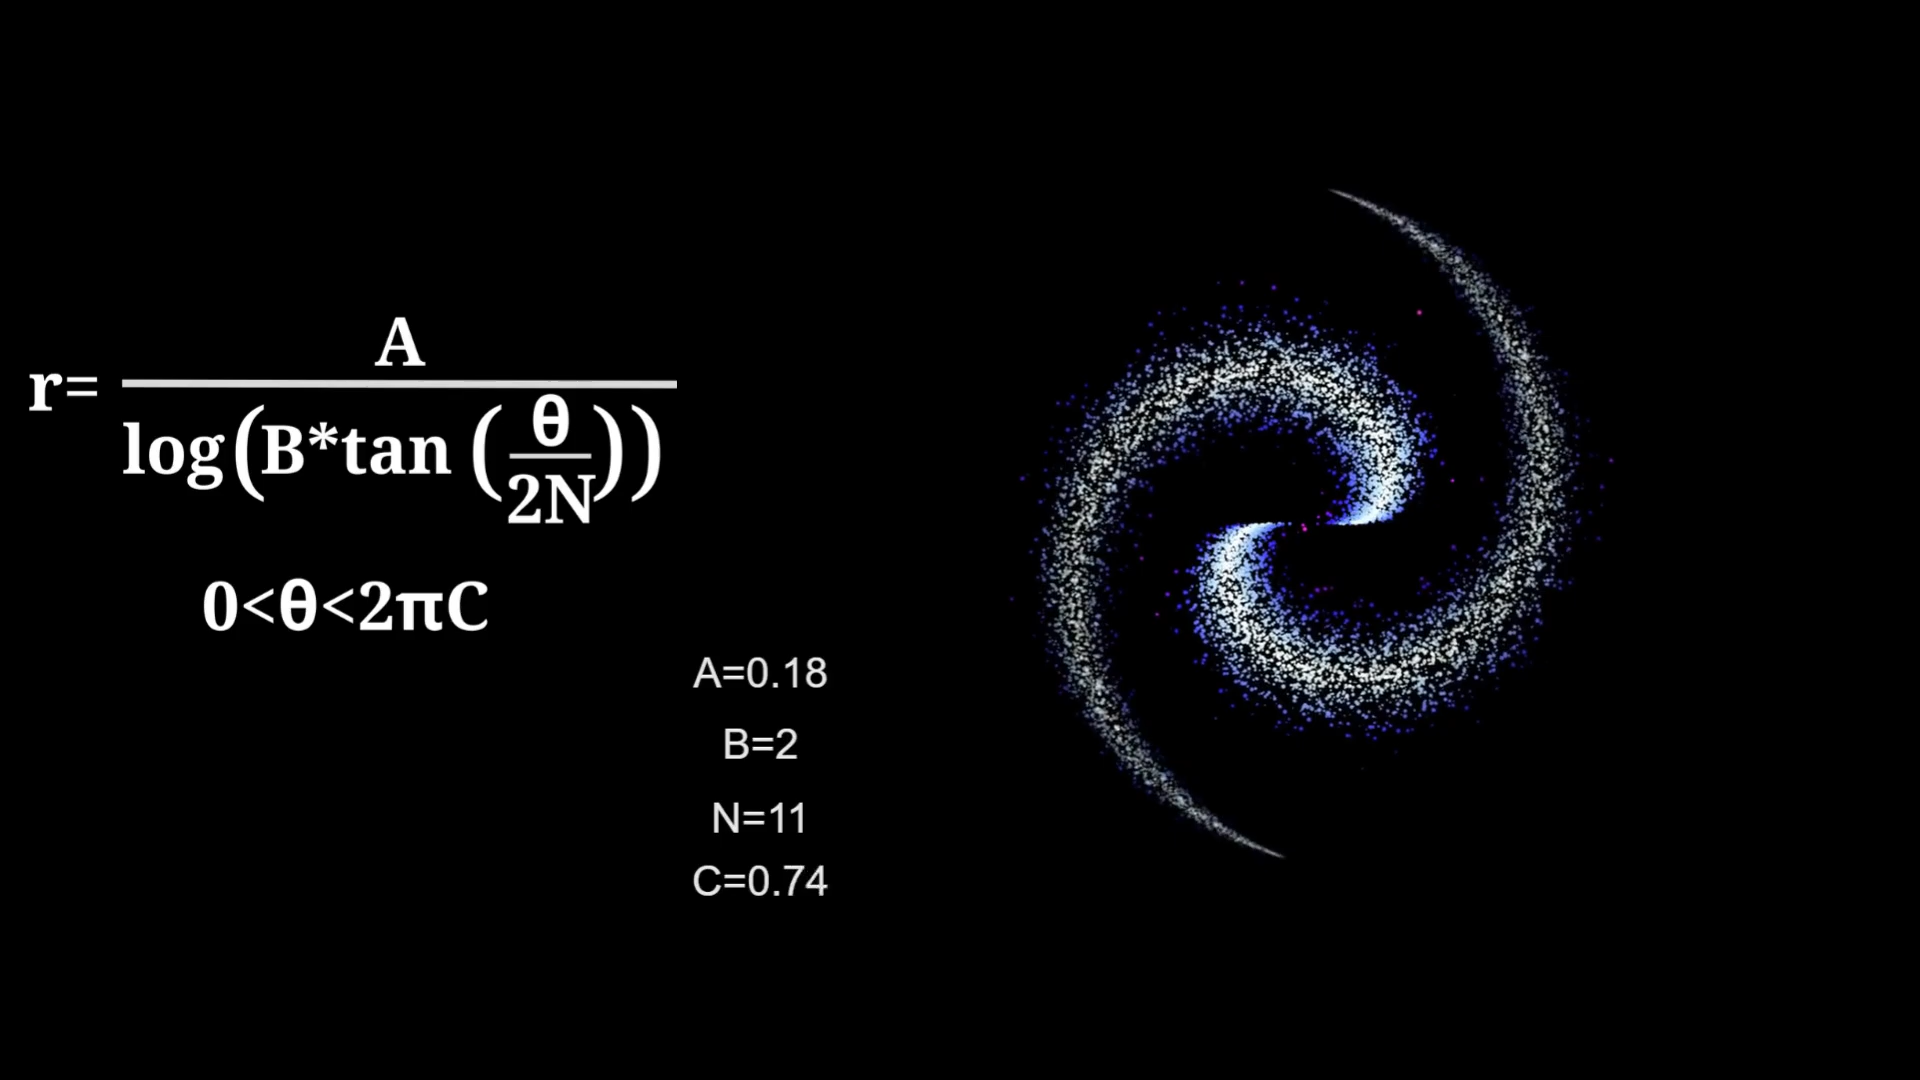 A
r=
log(B*tan(θ
2N))
0<θ<2πC
A=0.18
B=2
N=11
C=0.74